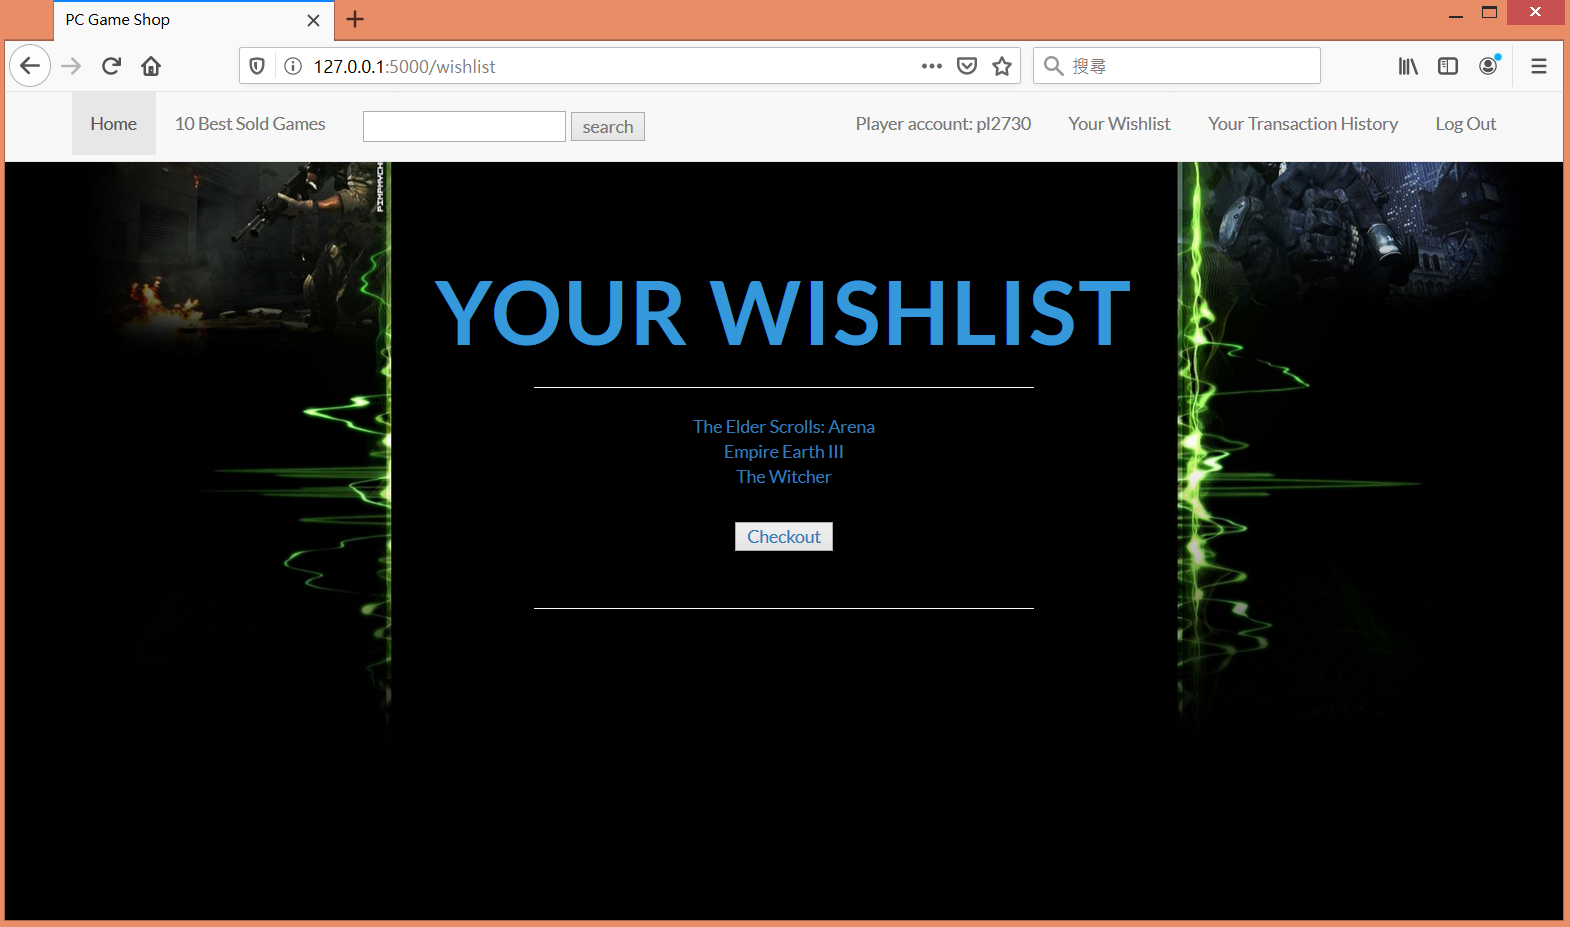 PC Game Shop
127.0.0.1:5000/wishlist
搜尋
Home
10 Best Sold Games
search
Player account: pl2730
Your Wishlist
Your Transaction History
Log Out
PIMPMYCH
YOUR WISHLIST
The Elder Scrolls: Arena
Empire Earth III
The Witcher
Checkout